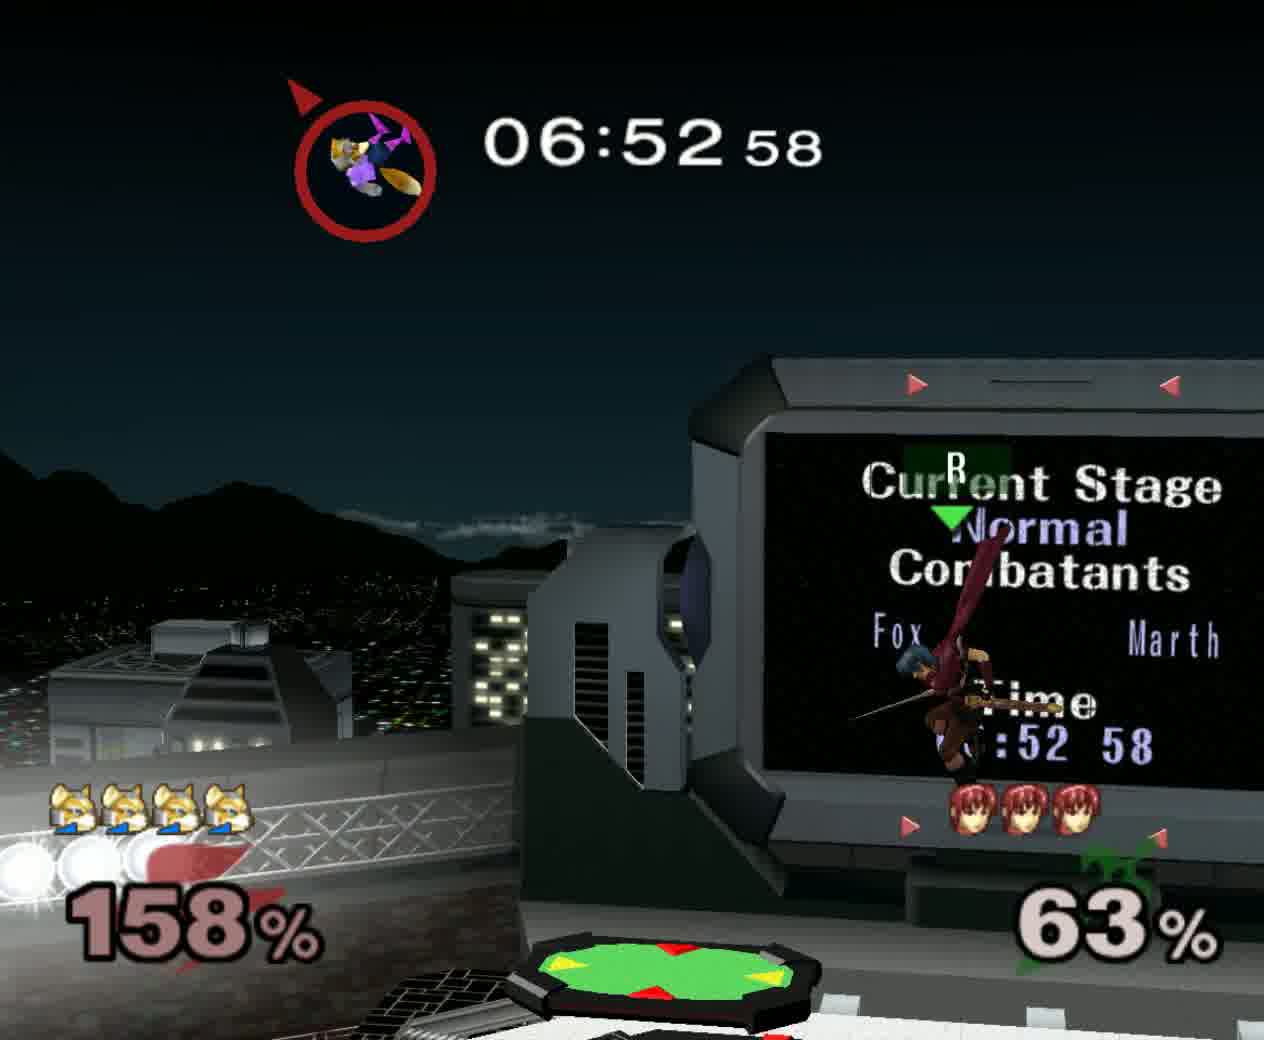 06:52 58
R
Current Stage
Normal
Combatants
Fox Marth
Time
:52 58
158%
63%